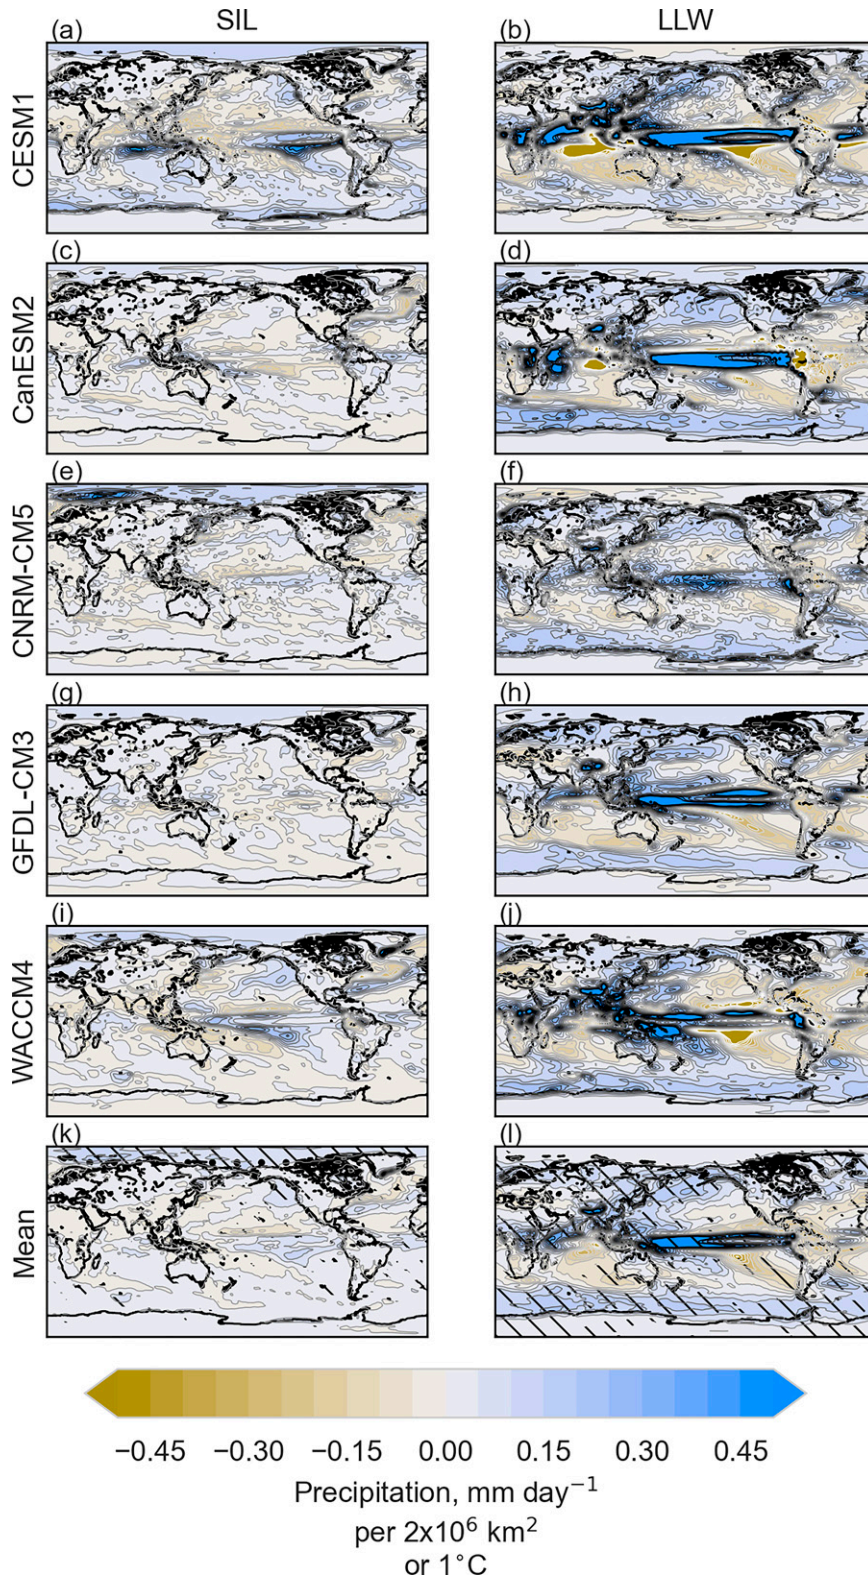 SIL LLW
(a) (b)
CESM1
(c) (d)
CanESM2
(e) (f)
CNRM-CM5
(g) (h)
GFDL-CM3
(i) (j)
WACCM4
(k) (l)
Mean
−0.45 −0.30 −0.15 0.00 0.15 0.30 0.45
Precipitation, mm day⁻¹
per 2x10⁶ km²
or 1°C